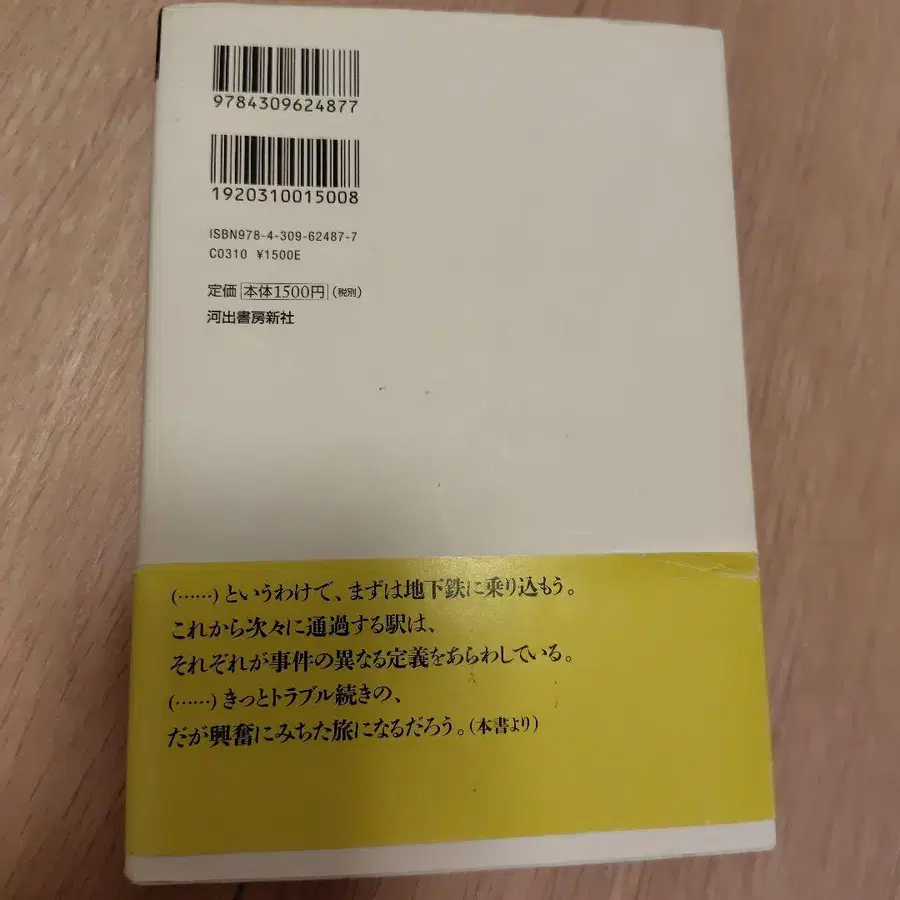 9784309624877
1920310015008
ISBN978-4-309-62487-7
C0310 ¥1500E
定価 本体1500円 (税別)
河出書房新社
(……) というわけで、まずは地下鉄に乗り込もう。
これから次々に通過する駅は、
それぞれが事件の異なる定義をあらわしている。
(……) きっとトラブル続きの、
だが興奮にみちた旅になるだろう。(本書より)